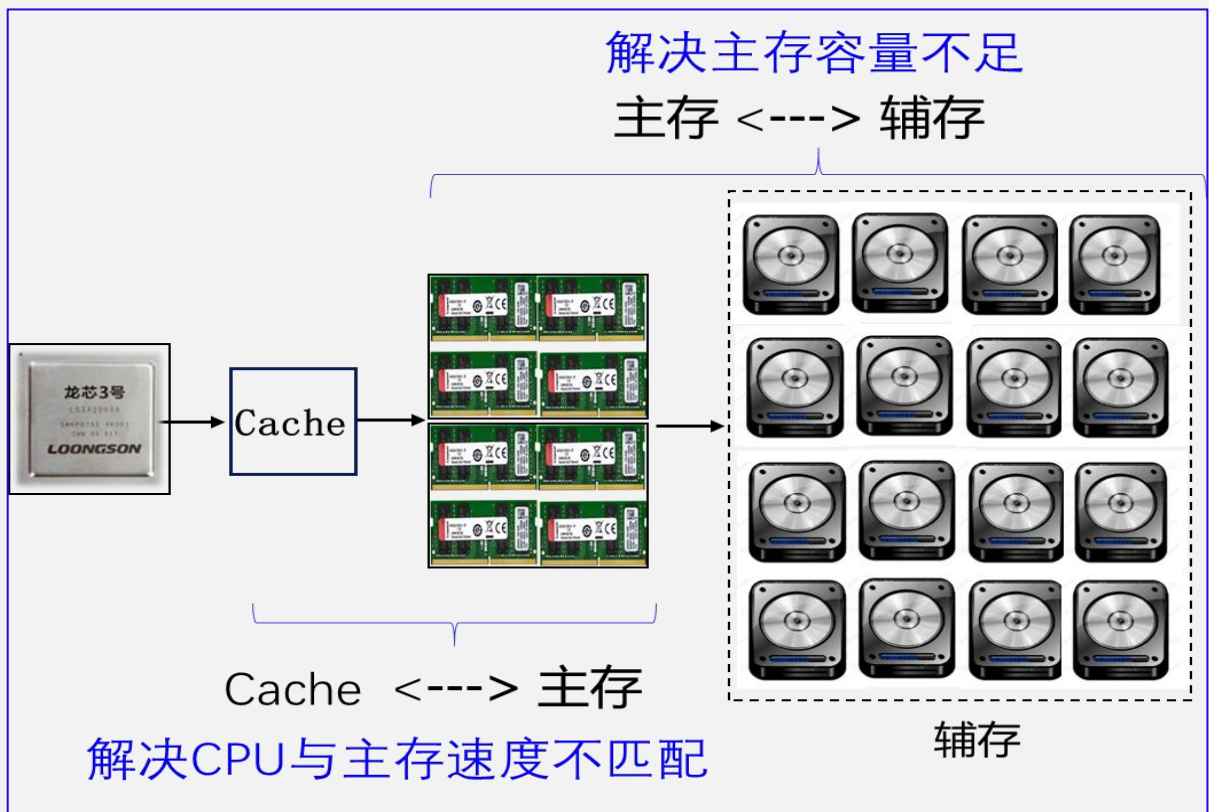 解决主存容量不足
主存 <---> 辅存
龙芯3号
LOONGSON
Cache
Cache <---> 主存
解决CPU与主存速度不匹配
辅存